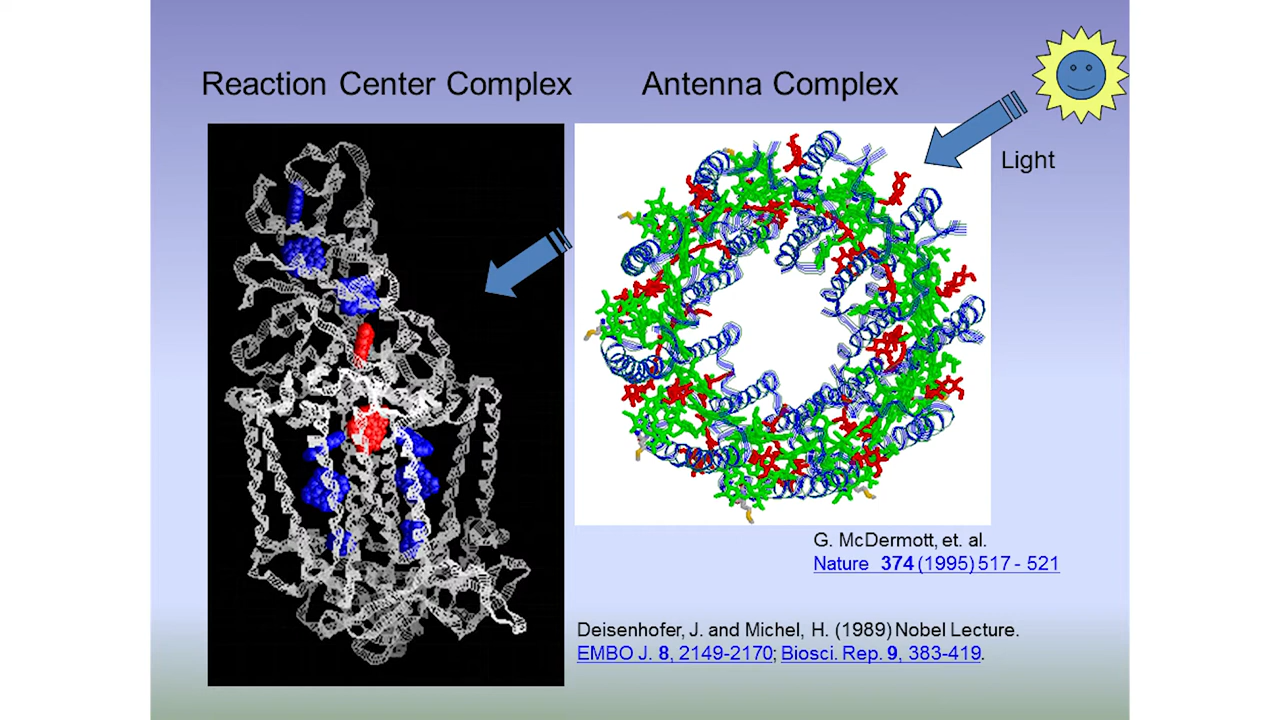 Reaction Center Complex
Antenna Complex
Light
G. McDermott, et. al.
Nature 374 (1995) 517 - 521
Deisenhofer, J. and Michel, H. (1989) Nobel Lecture.
EMBO J. 8, 2149-2170; Biosci. Rep. 9, 383-419.